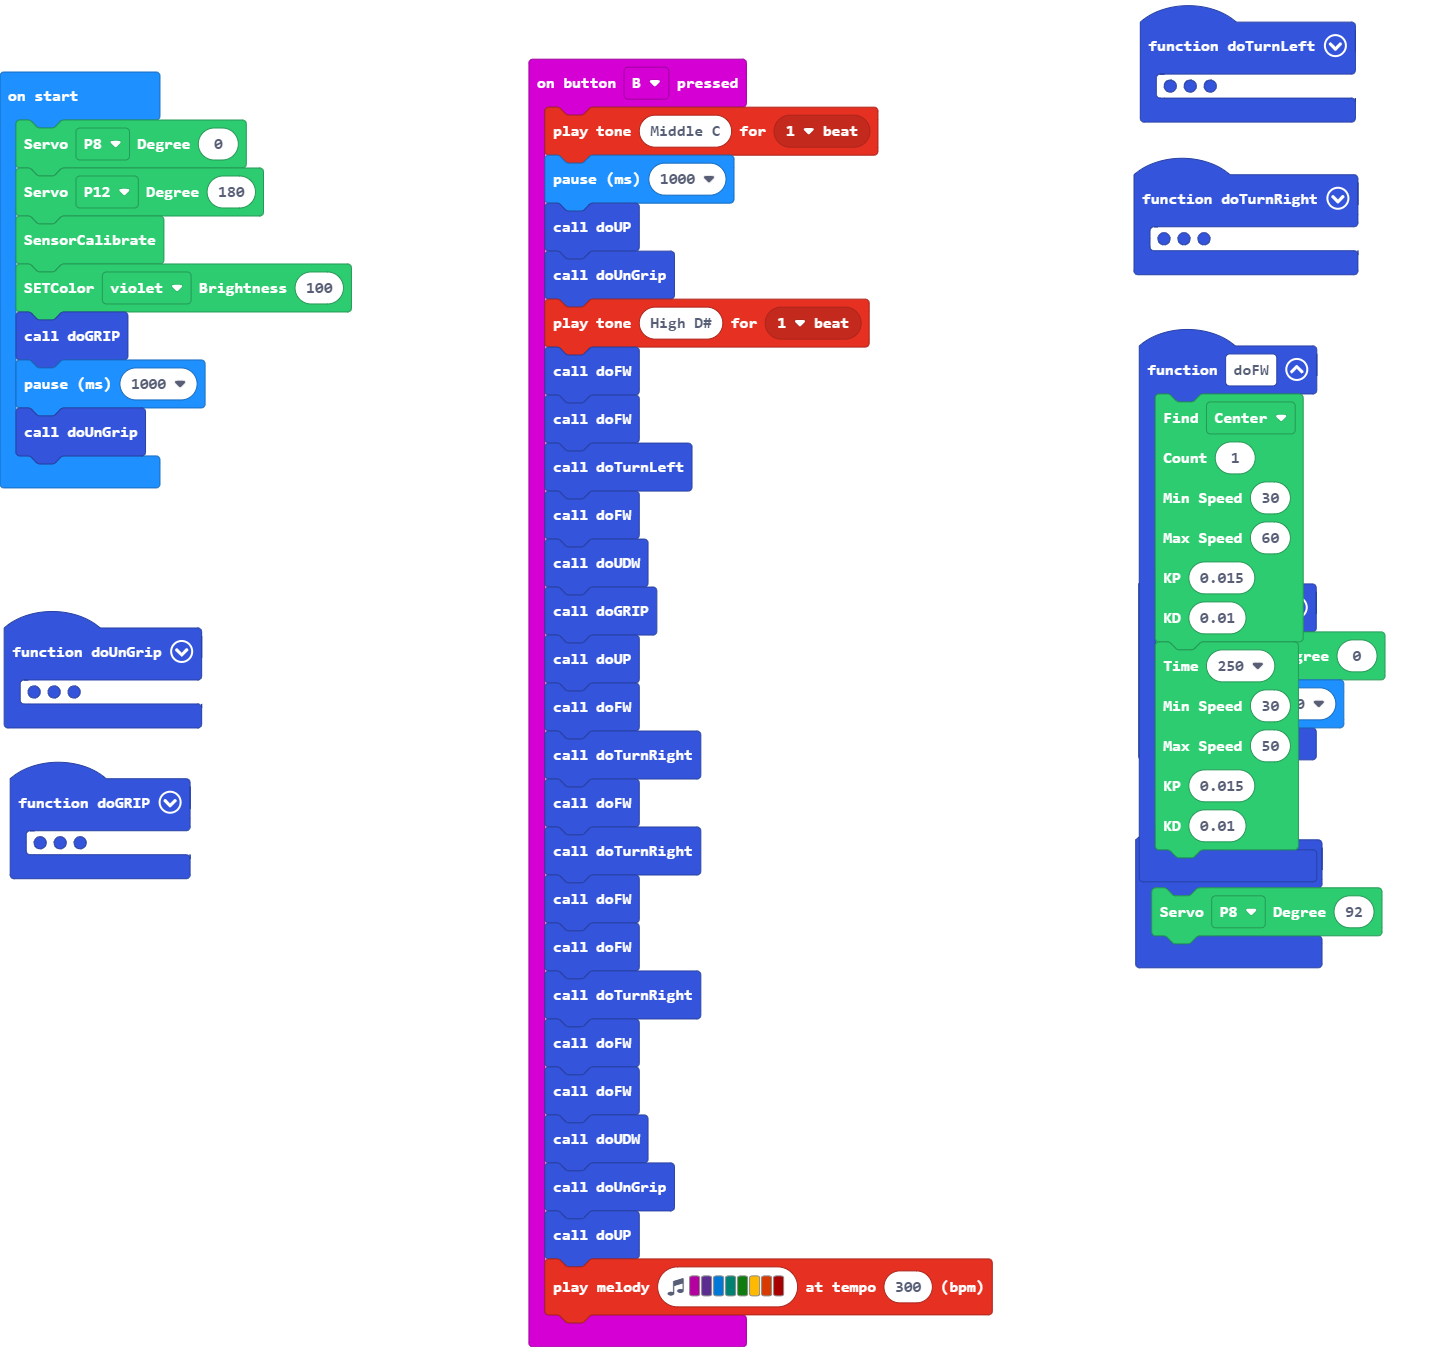 on start
Servo P8 Degree 0
Servo P12 Degree 180
SensorCalibrate
SETColor violet Brightness 100
call doGRIP
pause (ms) 1000
call doUnGrip
function doUnGrip
function doGRIP
on button B pressed
play tone Middle C for 1 beat
pause (ms) 1000
call doUP
call doUnGrip
play tone High D# for 1 beat
call doFW
call doFW
call doTurnLeft
call doFW
call doUDW
call doGRIP
call doUP
call doFW
call doTurnRight
call doFW
call doTurnRight
call doFW
call doFW
call doTurnRight
call doFW
call doFW
call doUDW
call doUnGrip
call doUP
play melody at tempo 300 (bpm)
function doTurnLeft
function doTurnRight
function doFW
Find Center
Count 1
Min Speed 30
Max Speed 60
KP 0.015
KD 0.01
gree 0
Time 250
Min Speed 30
Max Speed 50
KP 0.015
KD 0.01
Servo P8 Degree 92